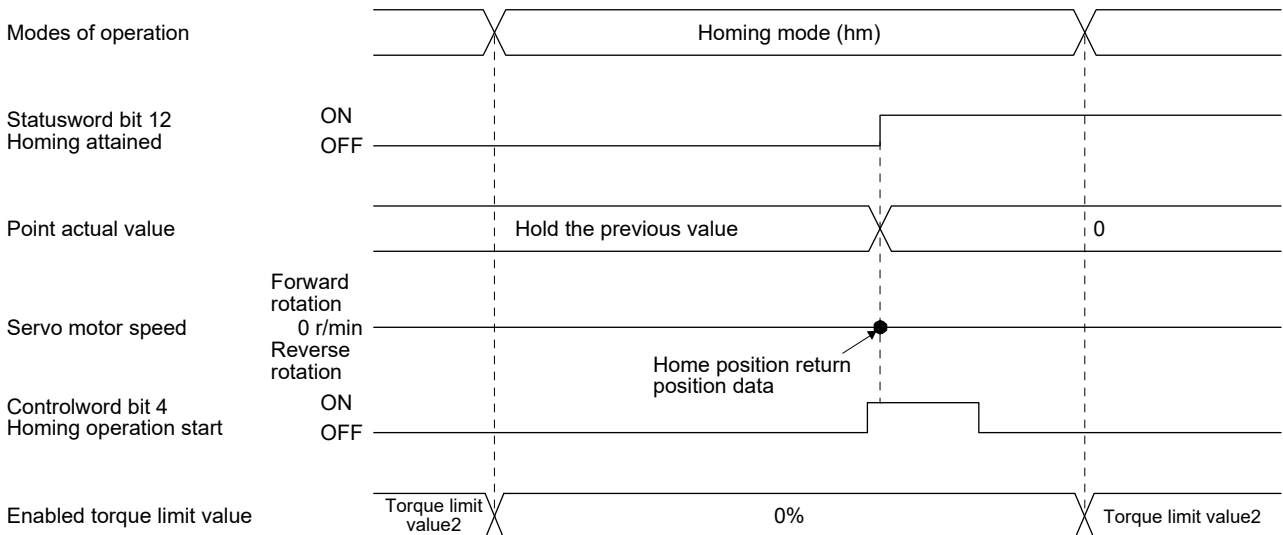 Modes of operation
Homing mode (hm)
Statusword bit 12
Homing attained
ON
OFF
Point actual value
Hold the previous value
0
Servo motor speed
Forward
rotation
0 r/min
Reverse
rotation
Home position return
position data
Controlword bit 4
Homing operation start
ON
OFF
Enabled torque limit value
Torque limit
value2
0%
Torque limit value2